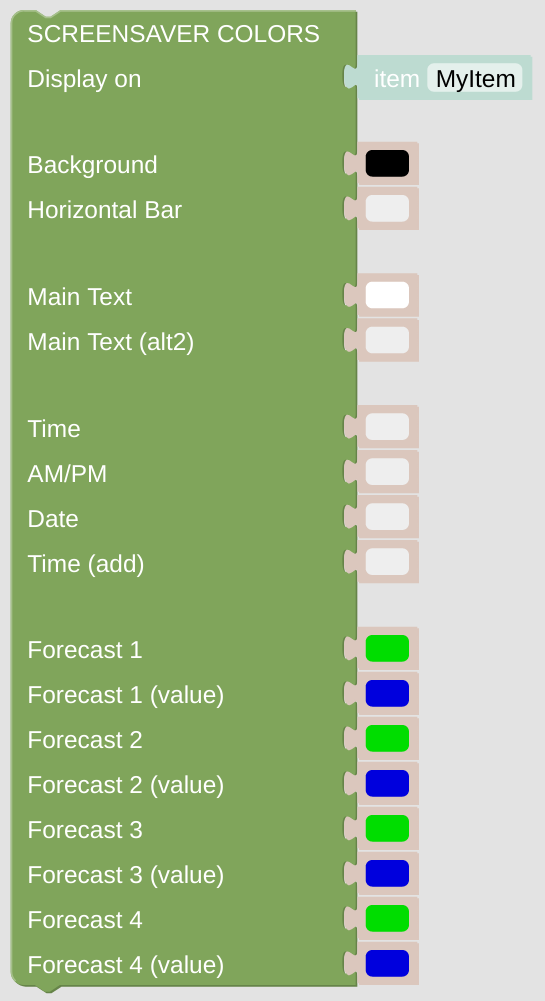 SCREENSAVER COLORS
Display on item MyItem
Background
Horizontal Bar
Main Text
Main Text (alt2)
Time
AM/PM
Date
Time (add)
Forecast 1
Forecast 1 (value)
Forecast 2
Forecast 2 (value)
Forecast 3
Forecast 3 (value)
Forecast 4
Forecast 4 (value)